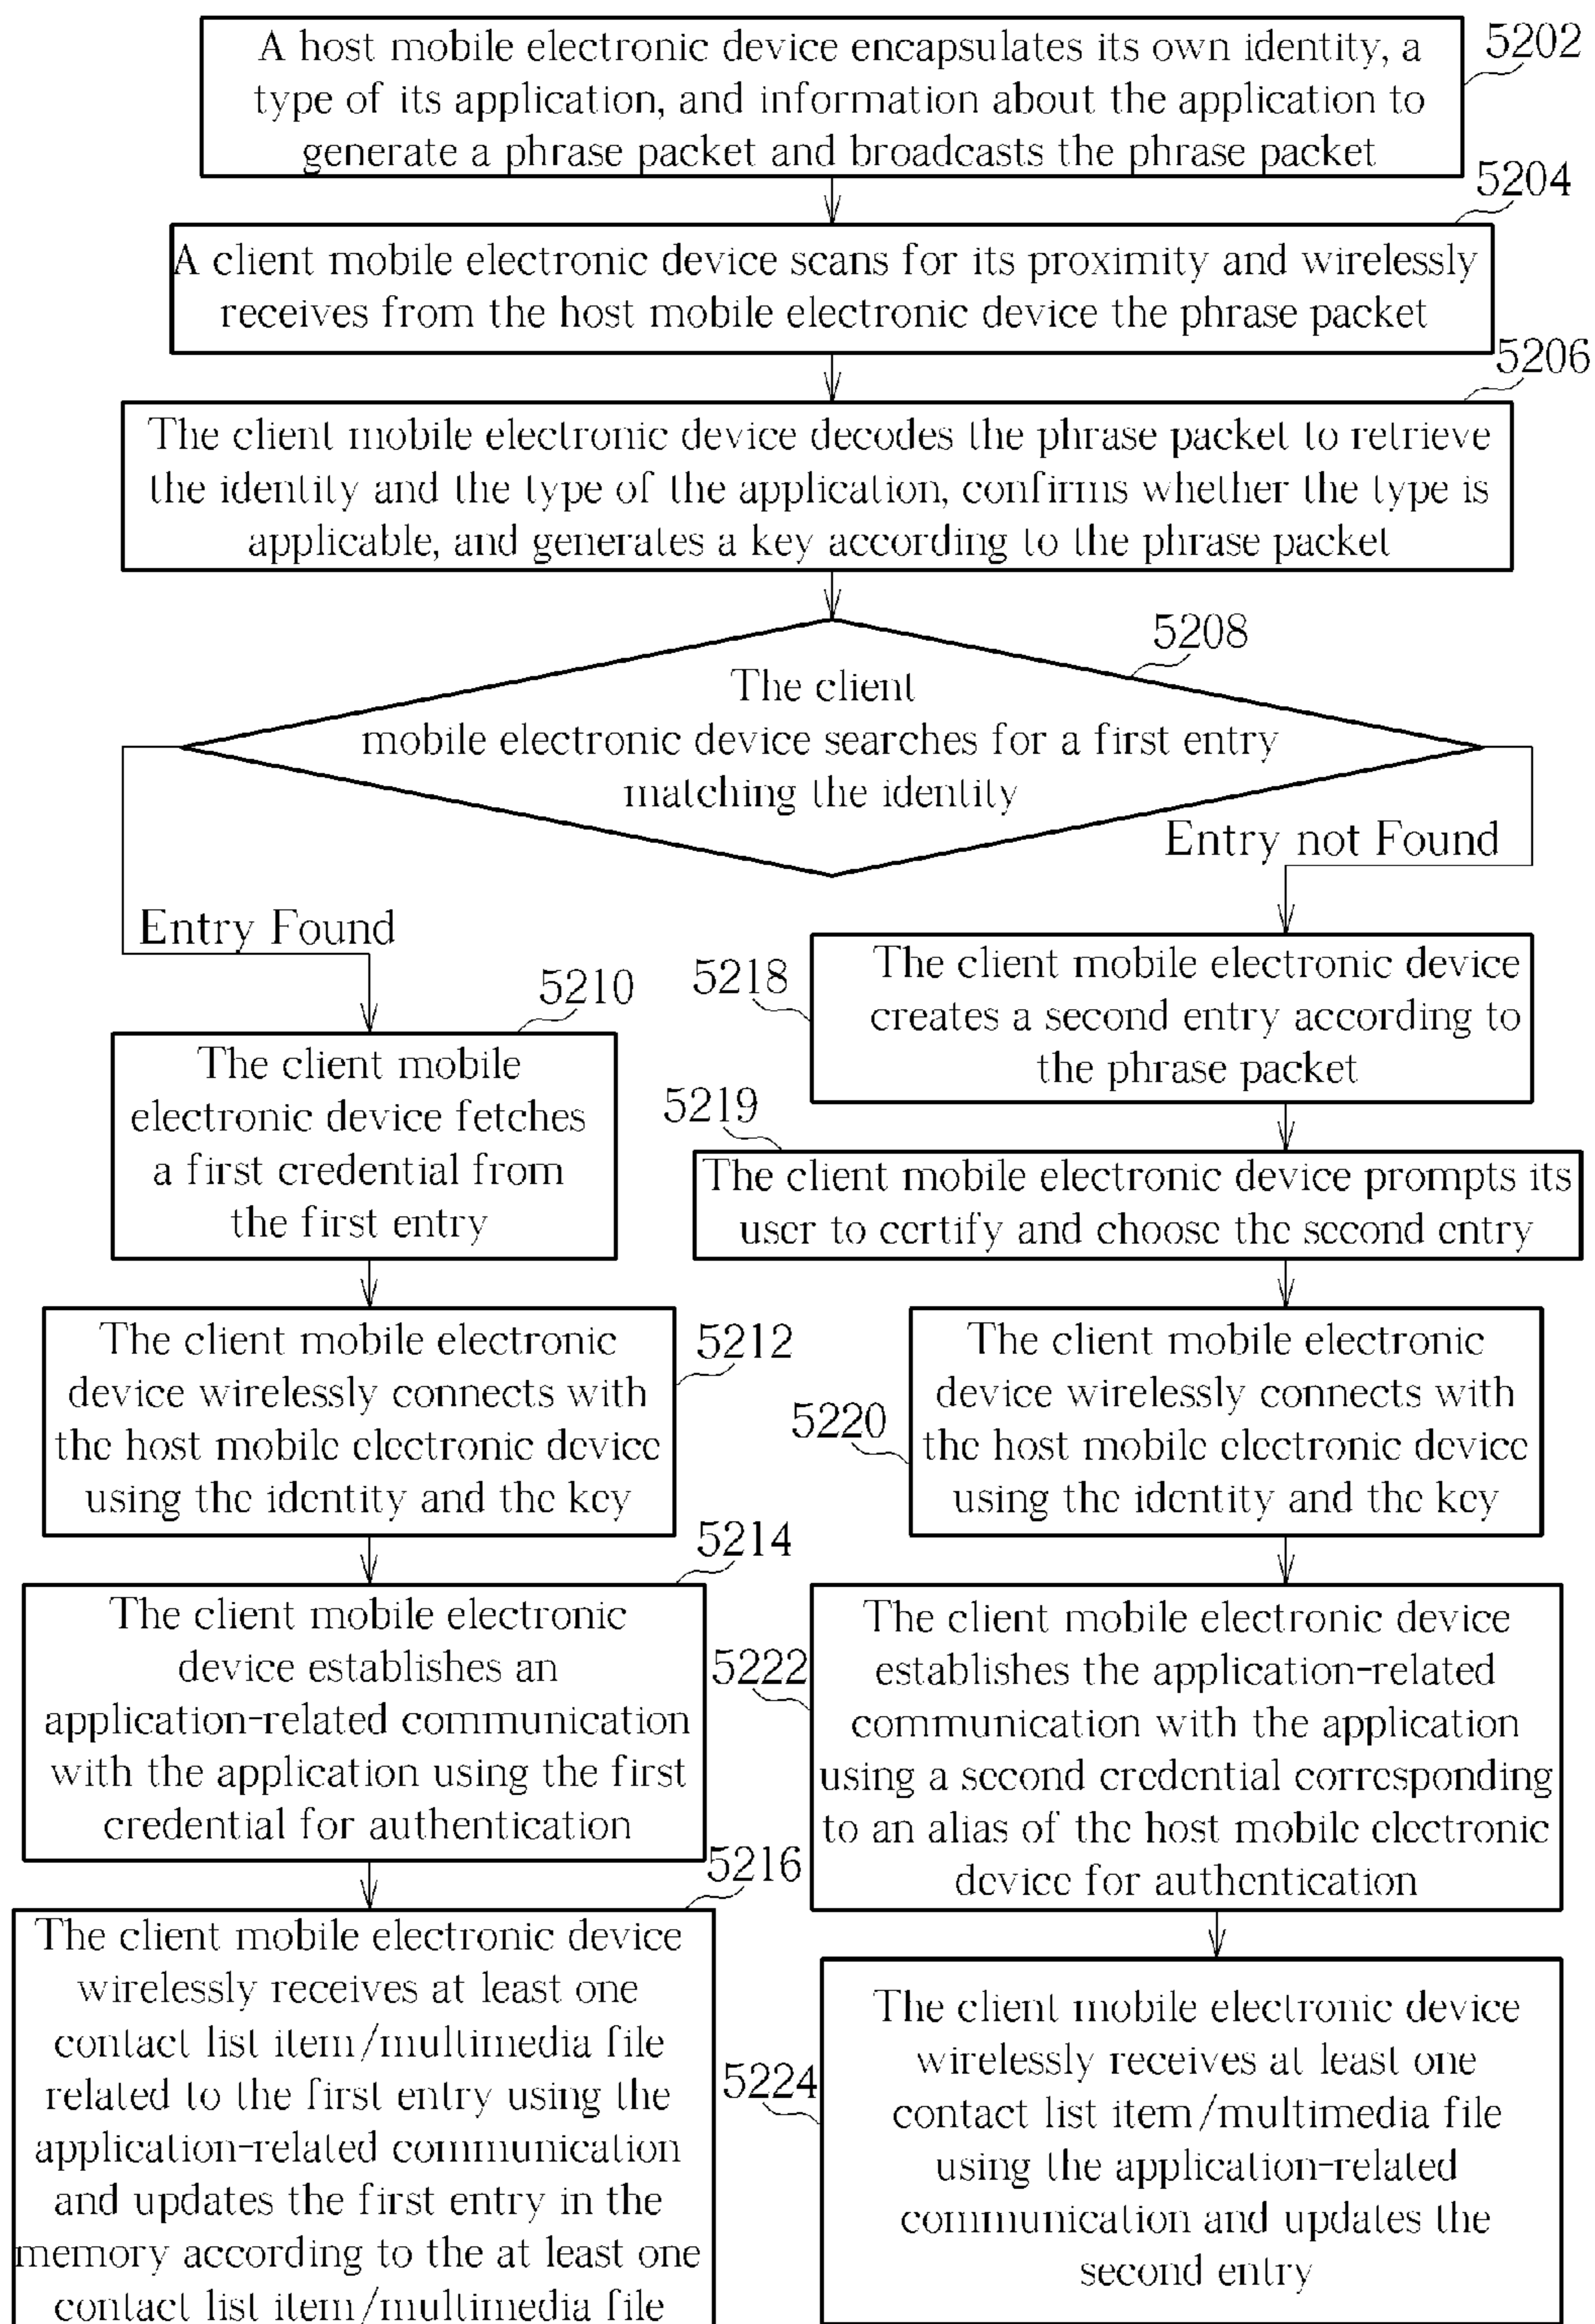 A host mobile electronic device encapsulates its own identity, a
type of its application, and information about the application to
generate a phrase packet and broadcasts the phrase packet
5202
5204
A client mobile electronic device scans for its proximity and wirelessly
receives from the host mobile electronic device the phrase packet
5206
The client mobile electronic device decodes the phrase packet to retrieve
the identity and the type of the application, confirms whether the type is
applicable, and generates a key according to the phrase packet
5208
The client
mobile electronic device searches for a first entry
matching the identity
Entry not Found
Entry Found
5210
The client mobile
electronic device fetches
a first credential from
the first entry
5212
The client mobile electronic
device wirelessly connects with
the host mobile electronic device
using the identity and the key
5214
The client mobile electronic
device establishes an
application-related communication
with the application using the first
credential for authentication
5216
The client mobile electronic device
wirelessly receives at least one
contact list item/multimedia file
related to the first entry using the
application-related communication
and updates the first entry in the
memory according to the at least one
contact list item/multimedia file
5218
The client mobile electronic device
creates a second entry according to
the phrase packet
5219
The client mobile electronic device prompts its
user to certify and choose the second entry
5220
The client mobile electronic
device wirelessly connects with
the host mobile electronic device
using the identity and the key
5222
The client mobile electronic device
establishes the application-related
communication with the application
using a second credential corresponding
to an alias of the host mobile electronic
device for authentication
5224
The client mobile electronic device
wirelessly receives at least one
contact list item/multimedia file
using the application-related
communication and updates the
second entry